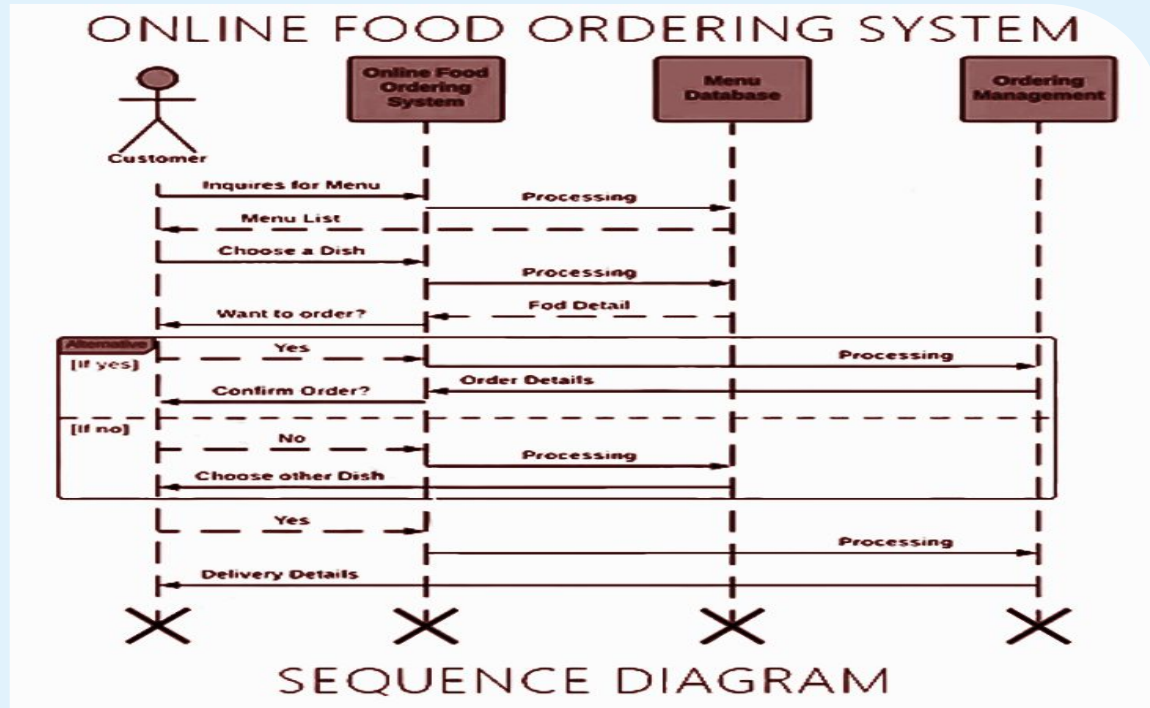 ONLINE FOOD ORDERING SYSTEM
Online Food
Ordering
System
Menu
Database
Ordering
Management
Customer
Inquires for Menu
Processing
Menu List
Choose a Dish
Processing
Fod Detail
Want to order?
Alternative
[If yes]
Yes
Processing
Order Details
Confirm Order?
[If no]
No
Processing
Choose other Dish
Yes
Processing
Delivery Details
SEQUENCE DIAGRAM